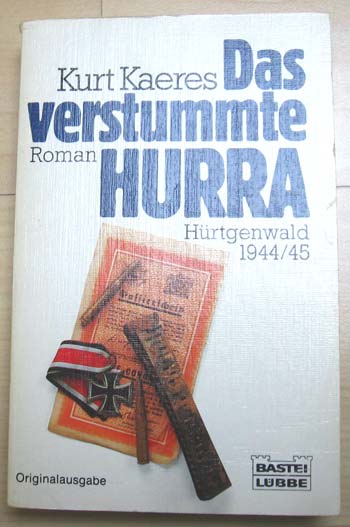 Kurt Kaeres Das
verstummte
Roman HURRA
Hürtgenwald
1944/45
Originalausgabe
BASTEI
LÜBBE